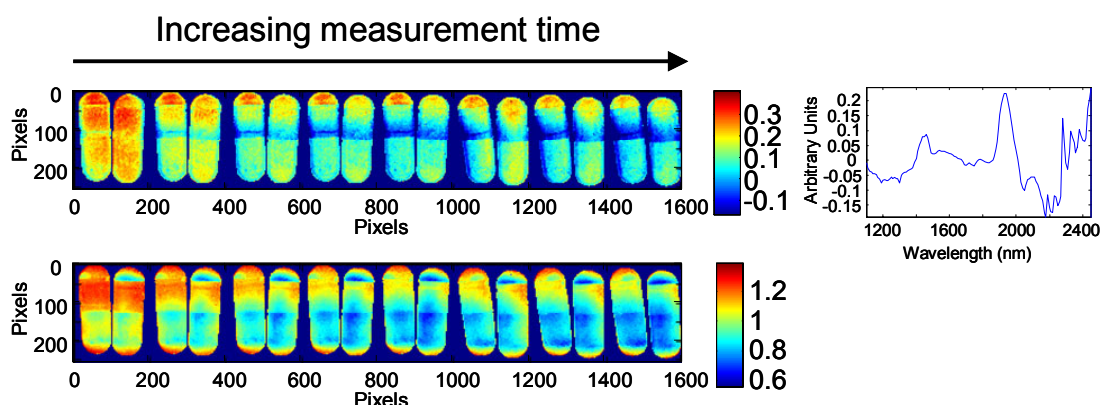 Increasing measurement time
Pixels
0
100
200
0 200 400 600 800 1000 1200 1400 1600
Pixels
0.3
0.2
0.1
0
-0.1
Arbitrary Units
0.2
0.15
0.1
0.05
0
-0.05
-0.1
-0.15
1200 1600 2000 2400
Wavelength (nm)
Pixels
0
100
200
0 200 400 600 800 1000 1200 1400 1600
Pixels
1.2
1
0.8
0.6